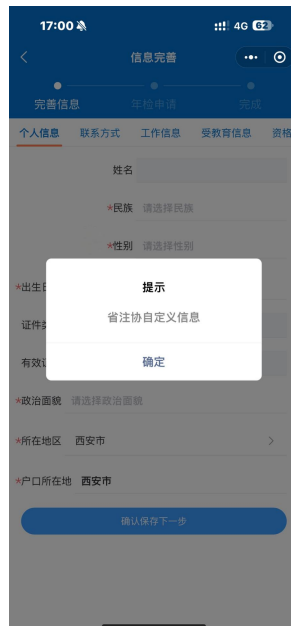 17:00 4G 62
信息完善
完善信息 年检申请 完成
个人信息 联系方式 工作信息 受教育信息 资格
姓名
*民族 请选择民族
*性别 请选择性别
*出生日
提示
省注协自定义信息
证件类
有效证
确定
*政治面貌 请选择政治面貌
*所在地区 西安市
*户口所在地 西安市
确认保存下一步